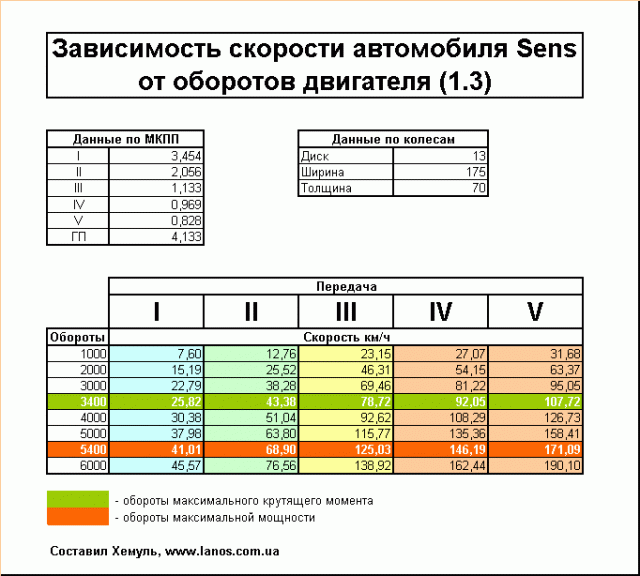 Зависимость скорости автомобиля Sens
от оборотов двигателя (1.3)
Данные по МКПП
I 3,454
II 2,056
III 1,133
IV 0,969
V 0,828
ГП 4,133
Данные по колесам
Диск 13
Ширина 175
Толщина 70
Передача
I II III IV V
Обороты Скорость км/ч
1000 7,60 12,76 23,15 27,07 31,68
2000 15,19 25,52 46,31 54,15 63,37
3000 22,79 38,28 69,46 81,22 95,05
3400 25,82 43,38 78,72 92,05 107,72
4000 30,38 51,04 92,62 108,29 126,73
5000 37,98 63,80 115,77 135,36 158,41
5400 41,01 68,90 125,03 146,19 171,09
6000 45,57 76,56 138,92 162,44 190,10
- обороты максимального крутящего момента
- обороты максимальной мощности
Составил Хемуль, www.lanos.com.ua